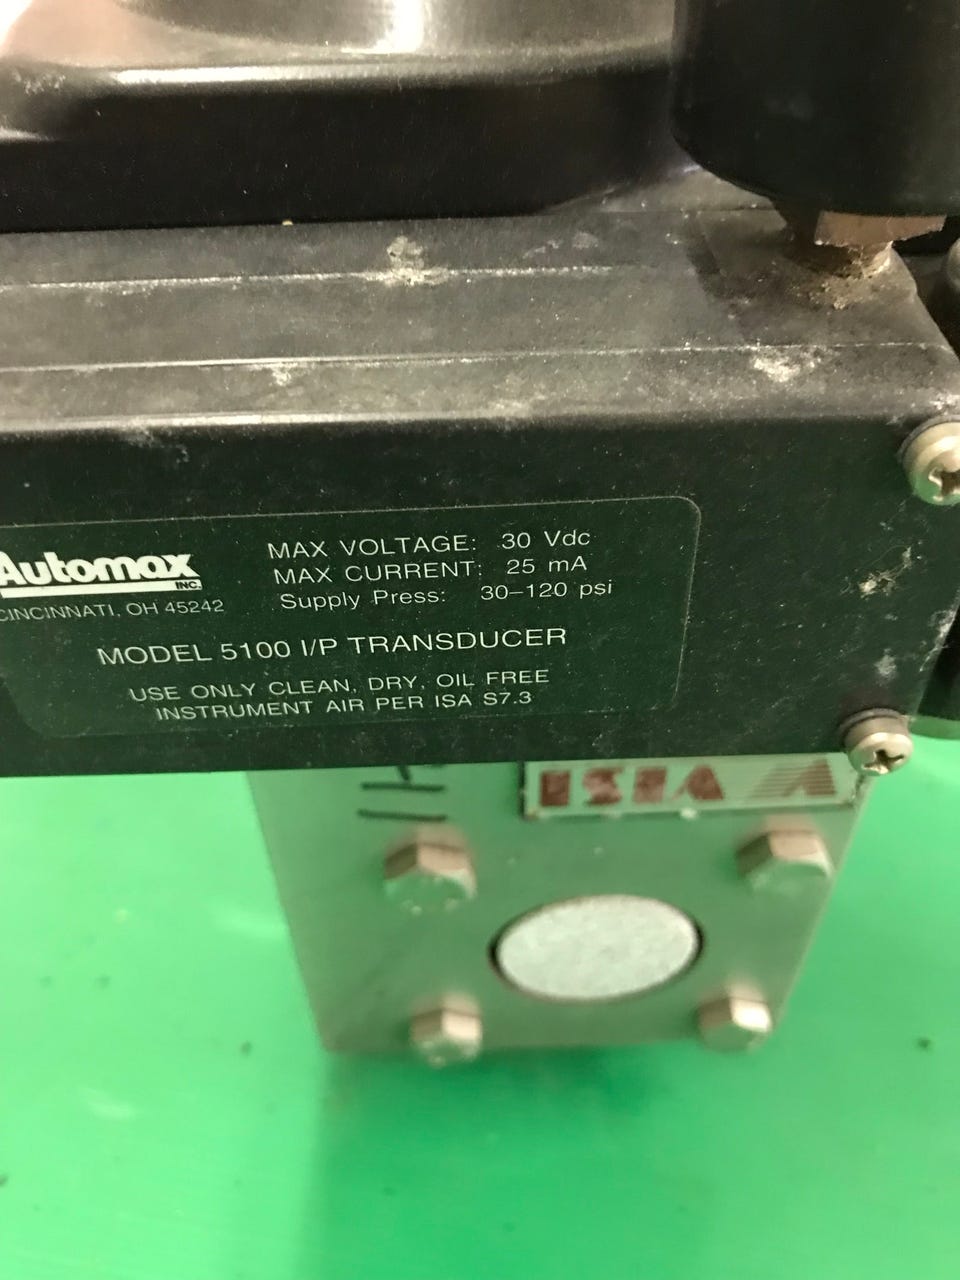 Automax
INC.
CINCINNATI, OH 45242
MAX VOLTAGE: 30 Vdc
MAX CURRENT: 25 mA
Supply Press: 30-120 psi
MODEL 5100 I/P TRANSDUCER
USE ONLY CLEAN, DRY, OIL FREE
INSTRUMENT AIR PER ISA S7.3